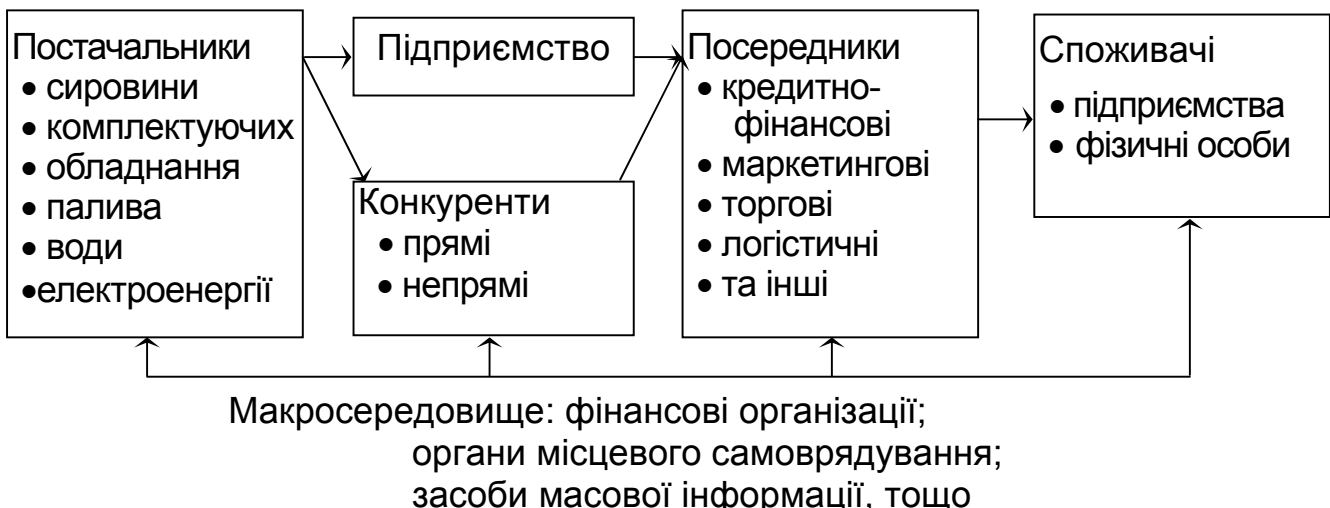 Постачальники
• сировини
• комплектуючих
• обладнання
• палива
• води
•електроенергії
Підприємство
Конкуренти
• прямі
• непрямі
Посередники
• кредитно-
фінансові
• маркетингові
• торгові
• логістичні
• та інші
Споживачі
• підприємства
• фізичні особи
Макросередовище: фінансові організації;
органи місцевого самоврядування;
засоби масової інформації, тощо